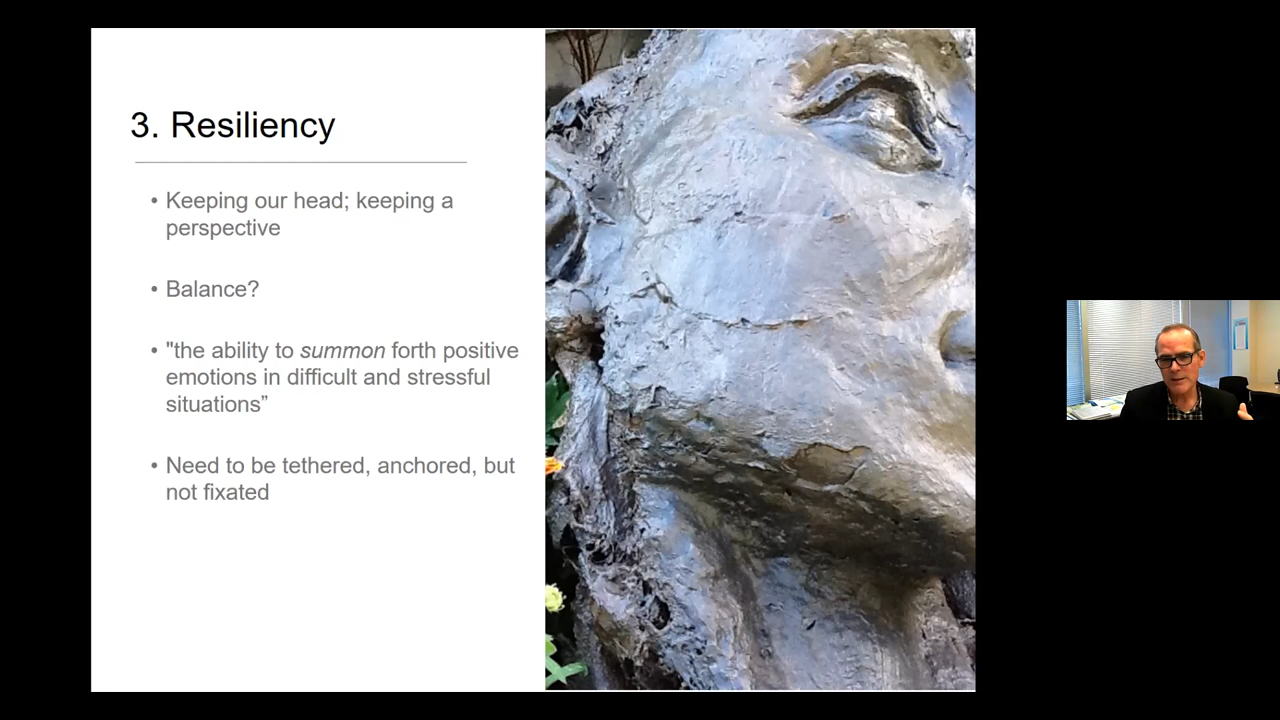 3. Resiliency
• Keeping our head; keeping a
perspective
• Balance?
• "the ability to summon forth positive
emotions in difficult and stressful
situations”
• Need to be tethered, anchored, but
not fixated